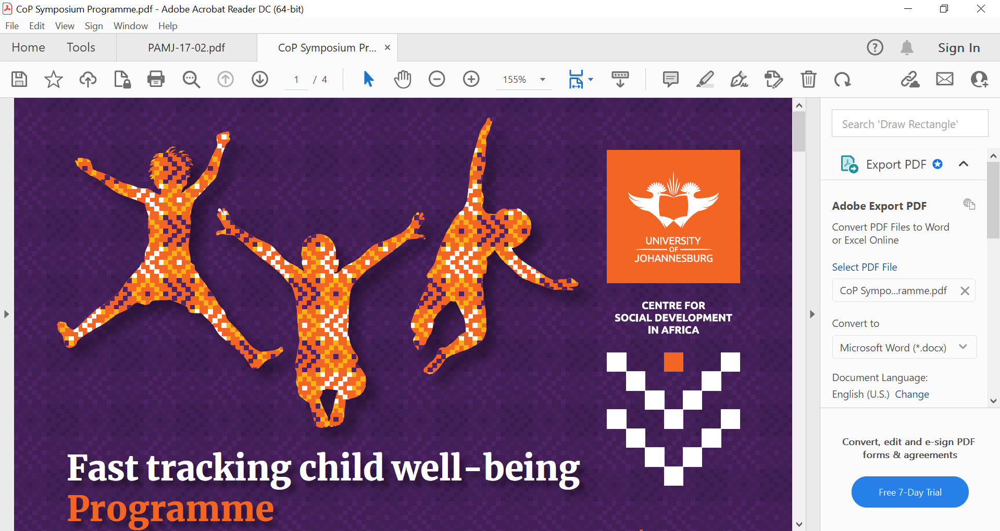 CoP Symposium Programme.pdf - Adobe Acrobat Reader DC (64-bit)
File Edit View Sign Window Help
Home Tools PAMJ-17-02.pdf CoP Symposium Pr... Sign In
1 / 4 155%
Search 'Draw Rectangle'
Export PDF
Adobe Export PDF
Convert PDF Files to Word
or Excel Online
Select PDF File
CoP Sympo...ramme.pdf
Convert to
Microsoft Word (*.docx)
Document Language:
English (U.S.) Change
Convert, edit and e-sign PDF
forms & agreements
Free 7-Day Trial
UNIVERSITY
OF
JOHANNESBURG
CENTRE FOR
SOCIAL DEVELOPMENT
IN AFRICA
Fast tracking child well-being
Programme